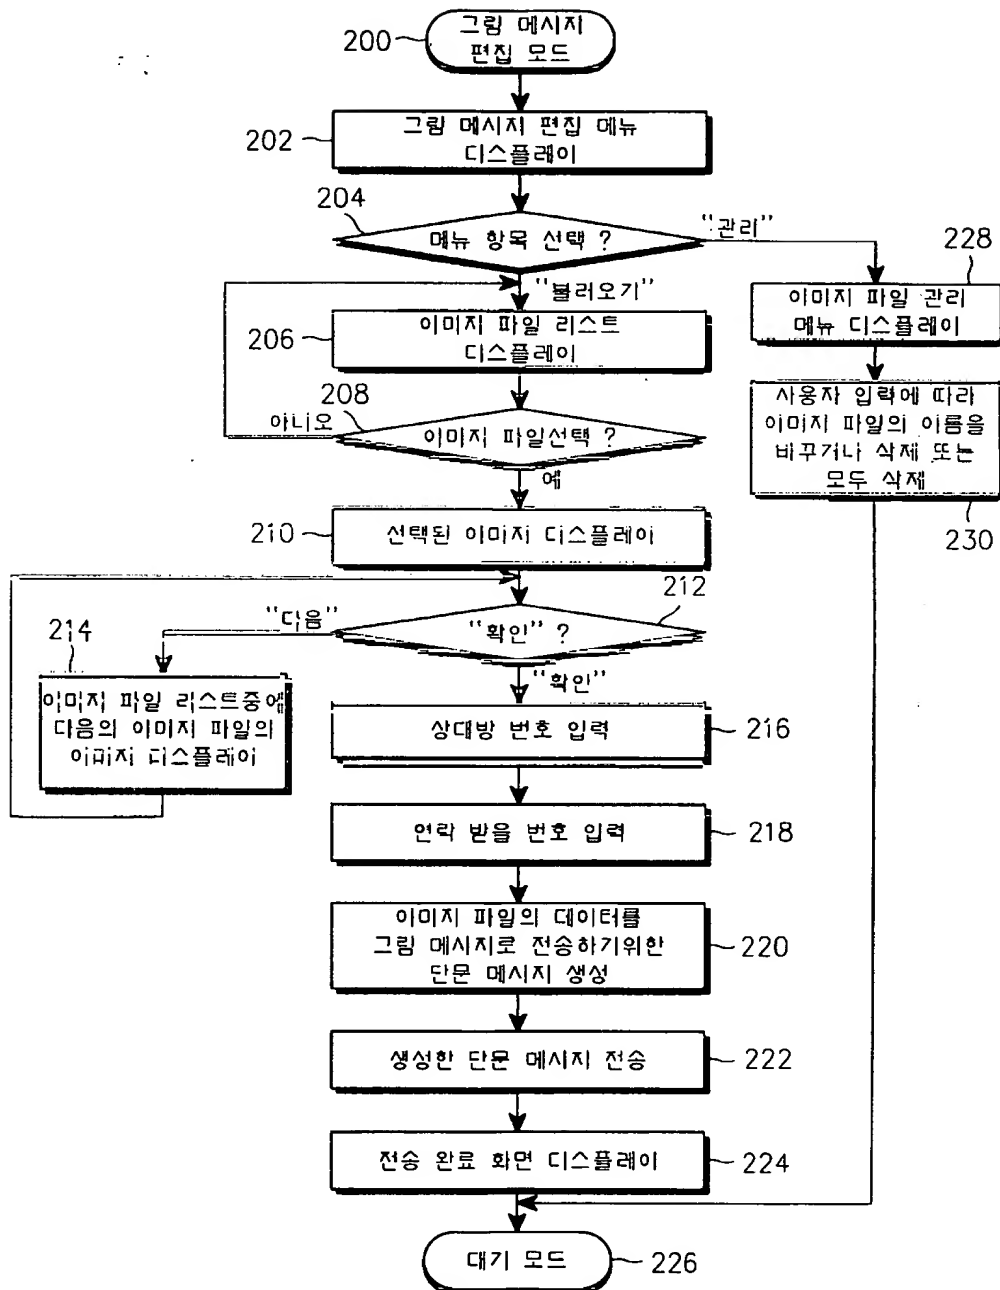 200
그림 메시지
편집 모드
202
그림 메시지 편집 메뉴
디스플레이
204
메뉴 항목 선택 ?
"관리"
"불러오기"
228
이미지 파일 관리
메뉴 디스플레이
206
이미지 파일 리스트
디스플레이
208
아니오
이미지 파일선택 ?
예
사용자 입력에 따라
이미지 파일의 이름을
바꾸거나 삭제 또는
모두 삭제
230
210
선택된 이미지 디스플레이
212
"다음"
"확인" ?
"확인"
214
이미지 파일 리스트중에
다음의 이미지 파일의
이미지 디스플레이
상대방 번호 입력
216
연락 받을 번호 입력
218
이미지 파일의 데이터를
그림 메시지로 전송하기위한
단문 메시지 생성
220
생성한 단문 메시지 전송
222
전송 완료 화면 디스플레이
224
대기 모드
226